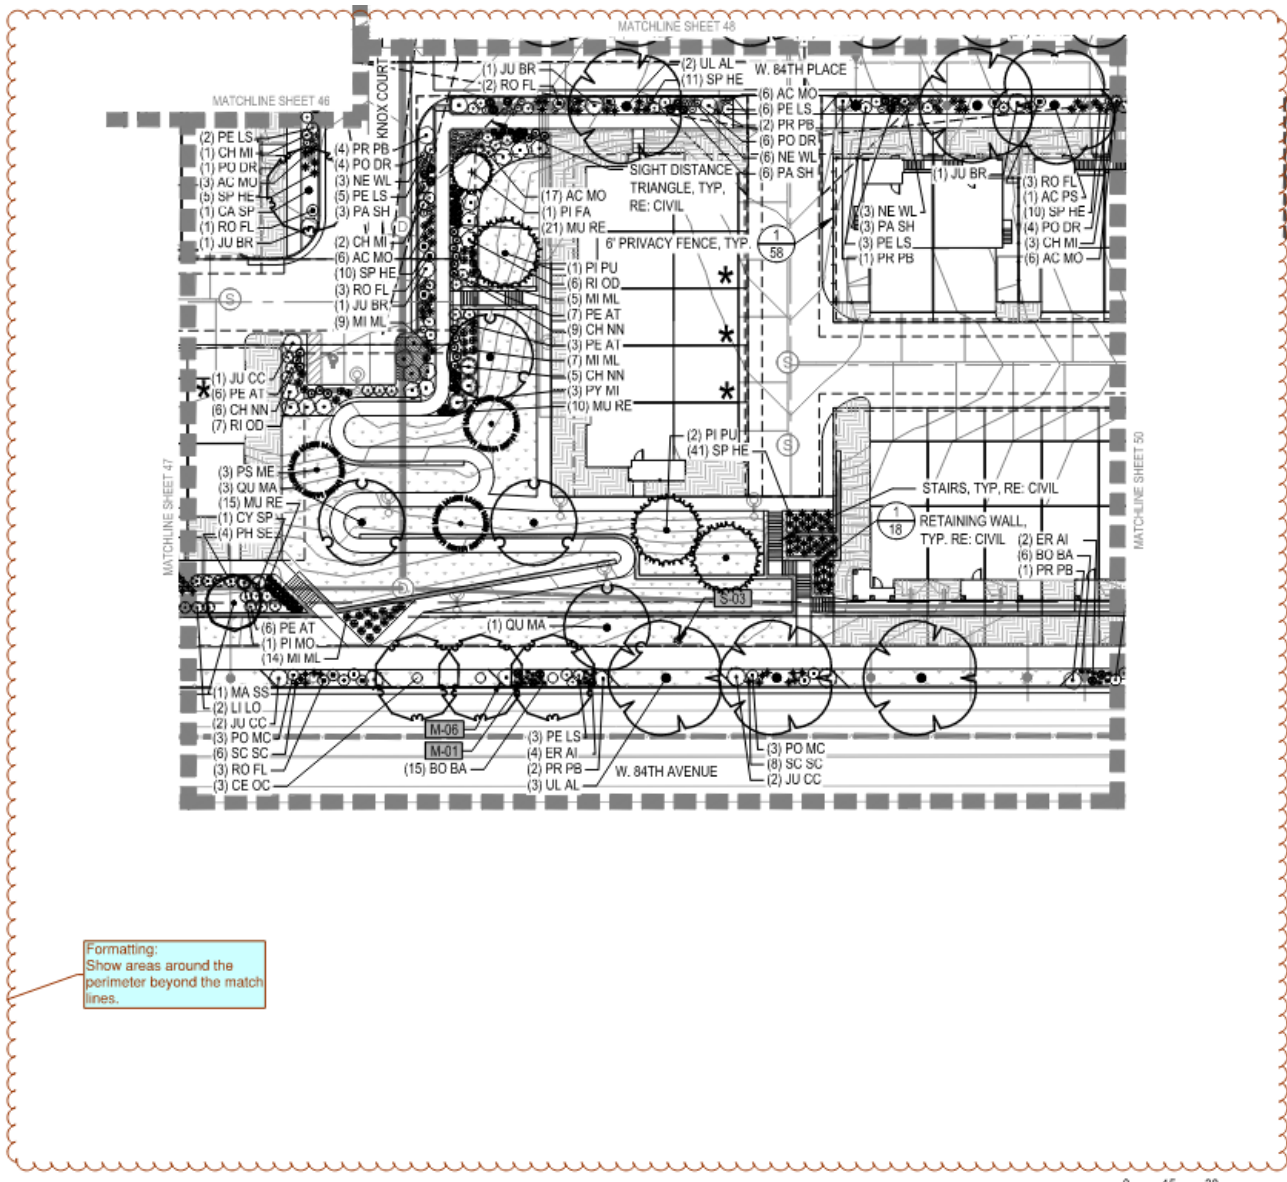 MATCHLINE SHEET 48
MATCHLINE SHEET 46
KNOX COURT
W. 84TH PLACE
(1) JU BR
(2) RO FL
(2) UL AL
(11) SP HE
(6) AC MO
(6) PE LS
(2) PR PB
(6) PO DR
(6) NE WL
(6) PA SH
(2) PE LS
(1) CH MI
(1) PO DR
(3) AC MO
(5) SP HE
(1) CA SP
(1) RO FL
(1) JU BR
(4) PR PB
(4) PO DR
(3) NE WL
(5) PE LS
(3) PA SH
(2) CH MI
(6) AC MO
(10) SP HE
(3) RO FL
(1) JU BR
(9) MI ML
D
S
(17) AC MO
(1) PI FA
(21) MU RE
SIGHT DISTANCE
TRIANGLE, TYP,
RE: CIVIL
6' PRIVACY FENCE, TYP.
1
58
(1) JU BR
(3) NE WL
(3) PA SH
(3) PE LS
(1) PR PB
(3) RO FL
(1) AC PS
(10) SP HE
(4) PO DR
(3) CH MI
(6) AC MO
(1) PI PU
(6) RI OD
(5) MI ML
(7) PE AT
(9) CH NN
(3) PE AT
(7) MI ML
(5) CH NN
(3) PY MI
(10) MU RE
*
*
*
*
S
S
(1) JU CC
(6) PE AT
(6) CH NN
(7) RI OD
(2) PI PU
(41) SP HE
MATCHLINE SHEET 47
MATCHLINE SHEET 50
(3) PS ME
(3) QU MA
(15) MU RE
(1) CY SP
(4) PH SE
STAIRS, TYP, RE: CIVIL
1
18
RETAINING WALL,
TYP. RE: CIVIL
(2) ER AI
(6) BO BA
(1) PR PB
S-03
(6) PE AT
(1) PI MO
(14) MI ML
(1) QU MA
(1) MA SS
(2) LI LO
(2) JU CC
(3) PO MC
(6) SC SC
(3) RO FL
(3) CE OC
M-06
M-01
(15) BO BA
(3) PE LS
(4) ER AI
(2) PR PB
(3) UL AL
W. 84TH AVENUE
(3) PO MC
(8) SC SC
(2) JU CC
Formatting:
Show areas around the
perimeter beyond the match
lines.